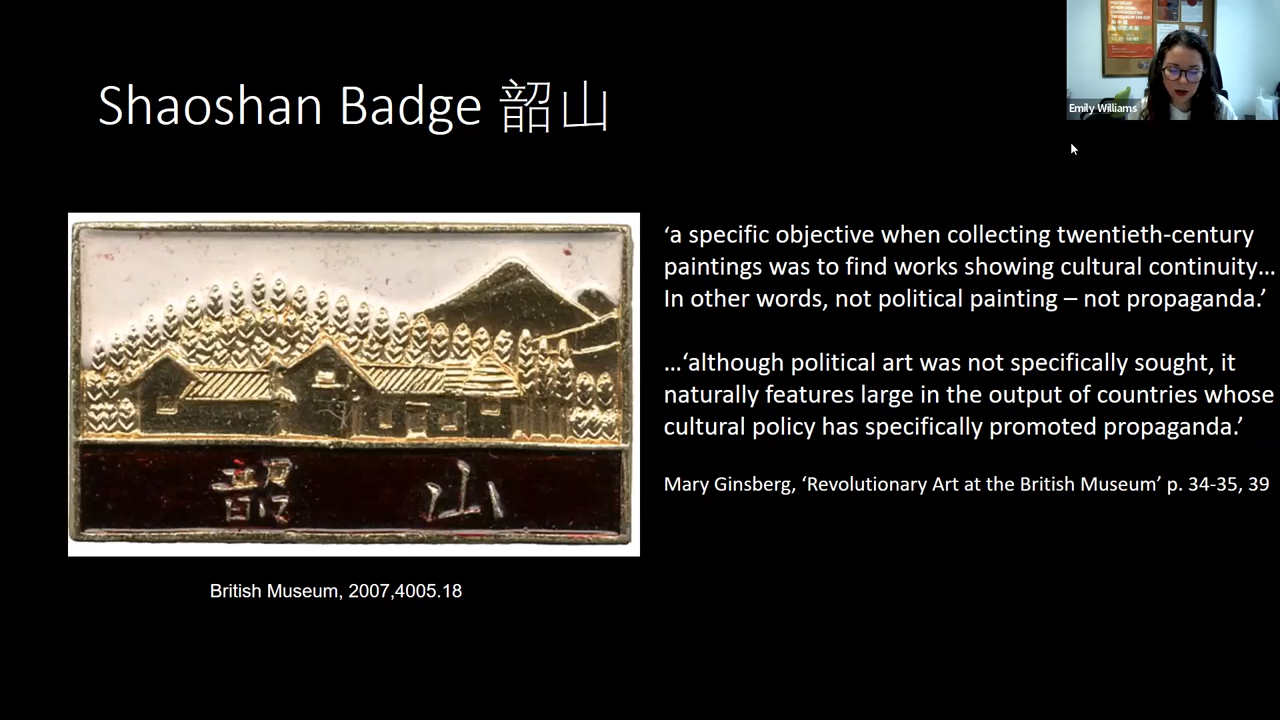 Shaoshan Badge 韶山
Emily Williams
'a specific objective when collecting twentieth-century
paintings was to find works showing cultural continuity…
In other words, not political painting – not propaganda.'
…'although political art was not specifically sought, it
naturally features large in the output of countries whose
cultural policy has specifically promoted propaganda.'
Mary Ginsberg, 'Revolutionary Art at the British Museum' p. 34-35, 39
韶 山
British Museum, 2007,4005.18